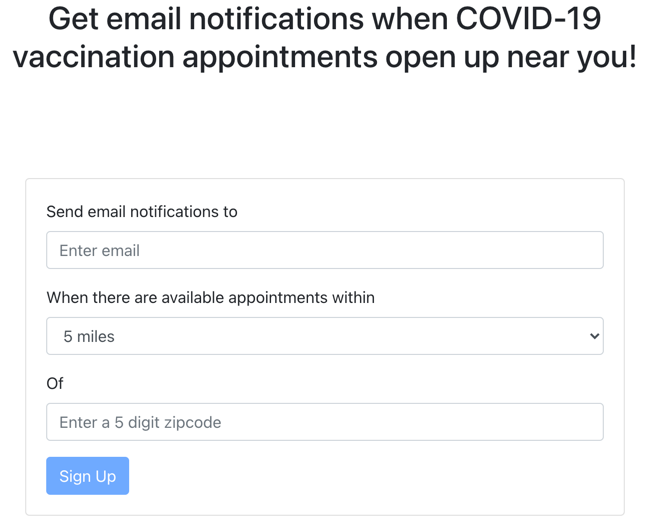 Get email notifications when COVID-19
vaccination appointments open up near you!
Send email notifications to
Enter email
When there are available appointments within
5 miles
Of
Enter a 5 digit zipcode
Sign Up